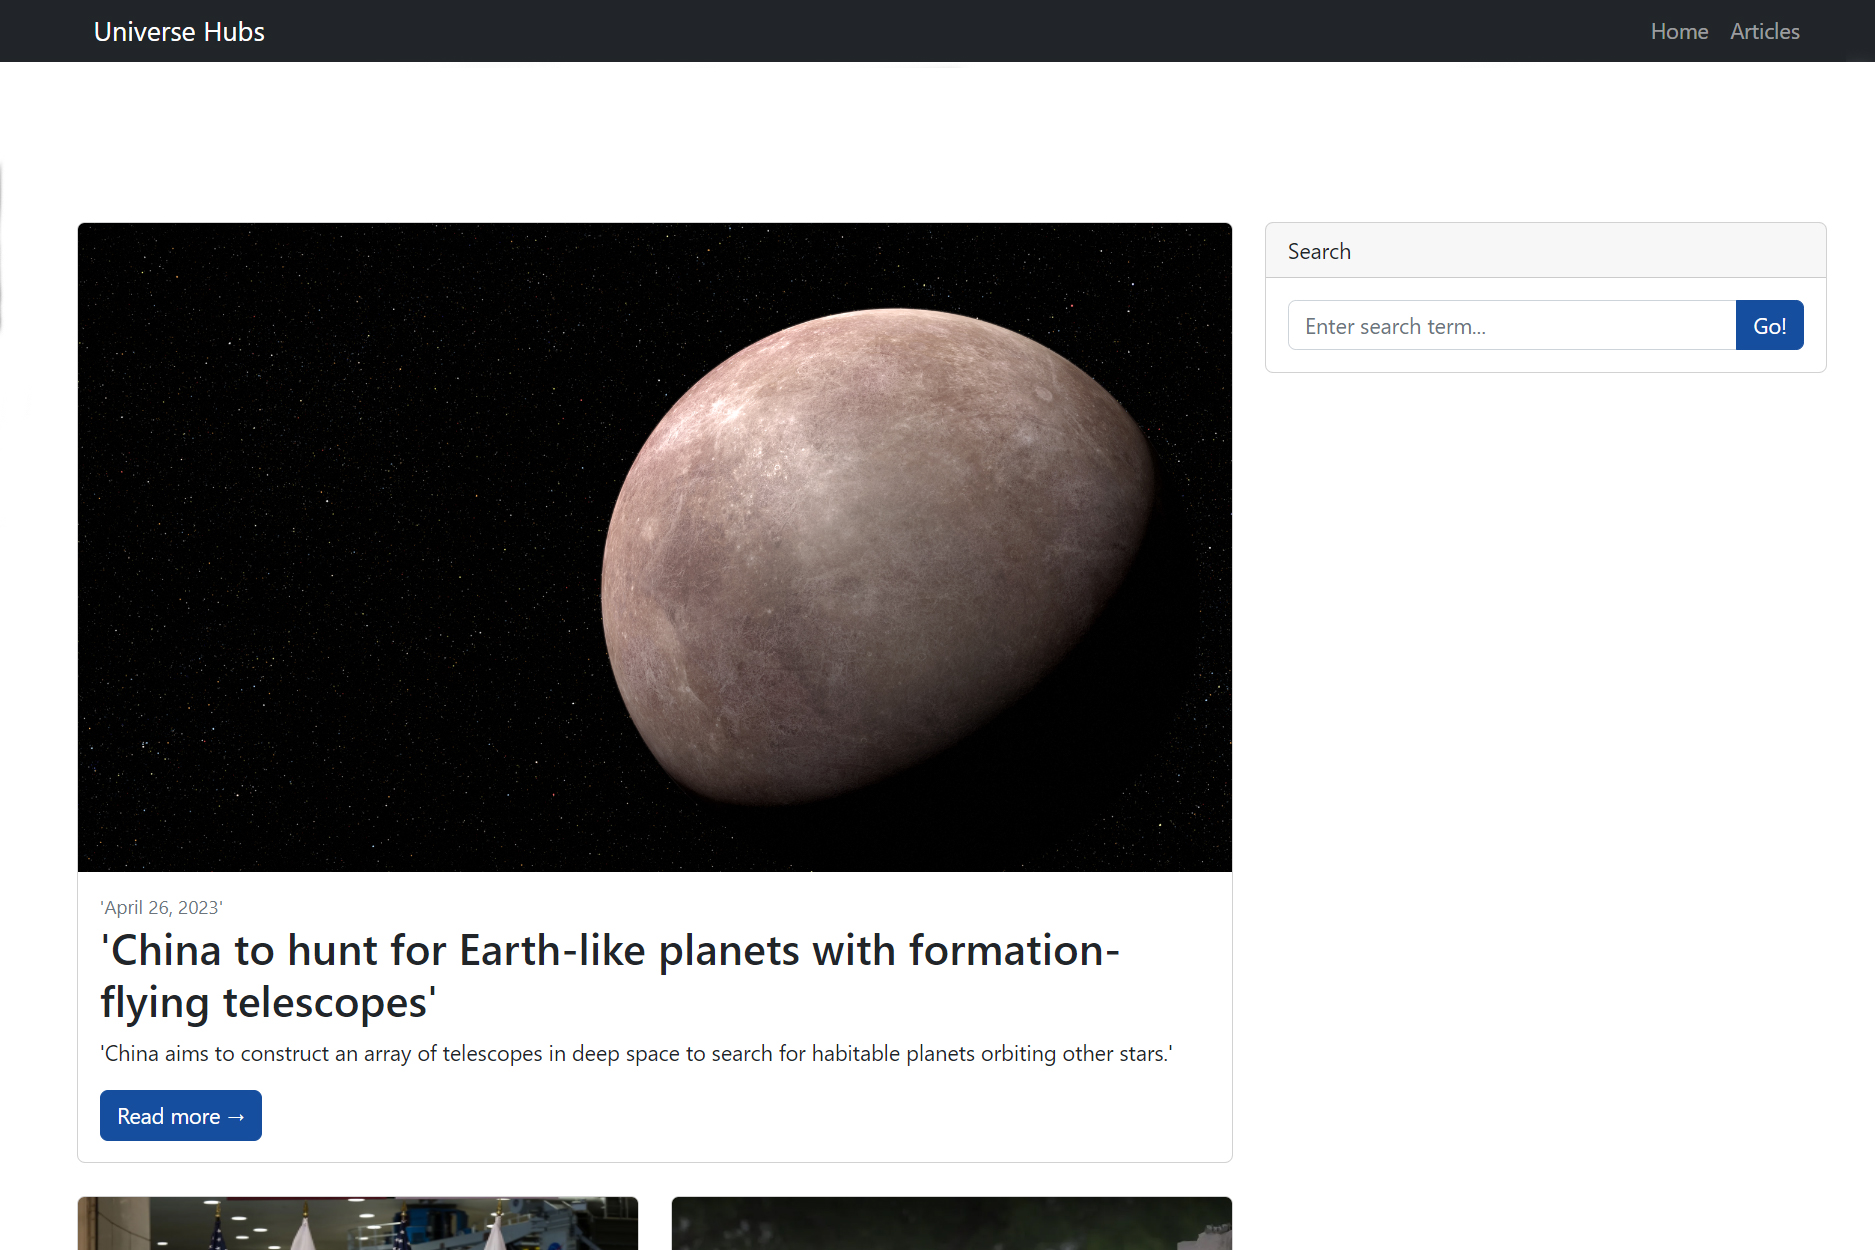 Universe Hubs
Home Articles
Search
Enter search term...
Go!
'April 26, 2023'
'China to hunt for Earth-like planets with formation-
flying telescopes'
'China aims to construct an array of telescopes in deep space to search for habitable planets orbiting other stars.'
Read more →